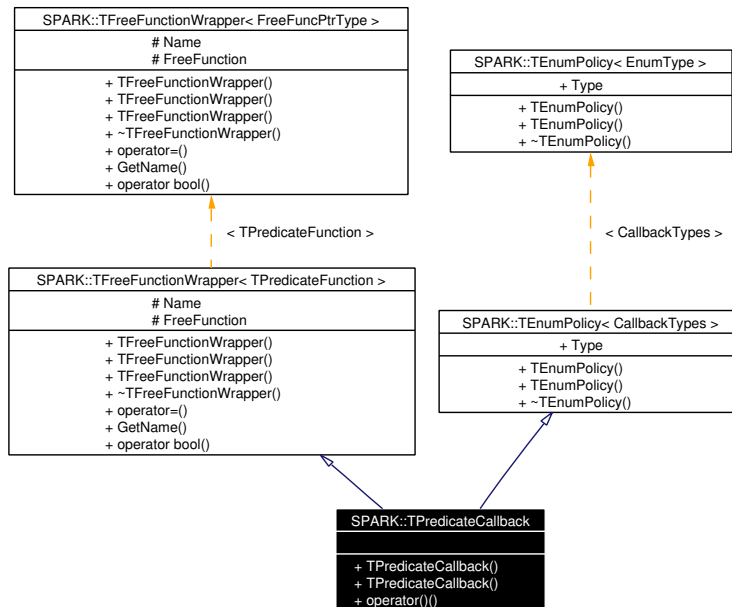 SPARK::TFreeFunctionWrapper< FreeFuncPtrType >
# Name
# FreeFunction
+ TFreeFunctionWrapper()
+ TFreeFunctionWrapper()
+ TFreeFunctionWrapper()
+ ~TFreeFunctionWrapper()
+ operator=()
+ GetName()
+ operator bool()
SPARK::TEnumPolicy< EnumType >
+ Type
+ TEnumPolicy()
+ TEnumPolicy()
+ ~TEnumPolicy()
< TPredicateFunction >
< CallbackTypes >
SPARK::TFreeFunctionWrapper< TPredicateFunction >
# Name
# FreeFunction
+ TFreeFunctionWrapper()
+ TFreeFunctionWrapper()
+ TFreeFunctionWrapper()
+ ~TFreeFunctionWrapper()
+ operator=()
+ GetName()
+ operator bool()
SPARK::TEnumPolicy< CallbackTypes >
+ Type
+ TEnumPolicy()
+ TEnumPolicy()
+ ~TEnumPolicy()
SPARK::TPredicateCallback
+ TPredicateCallback()
+ TPredicateCallback()
+ operator()()